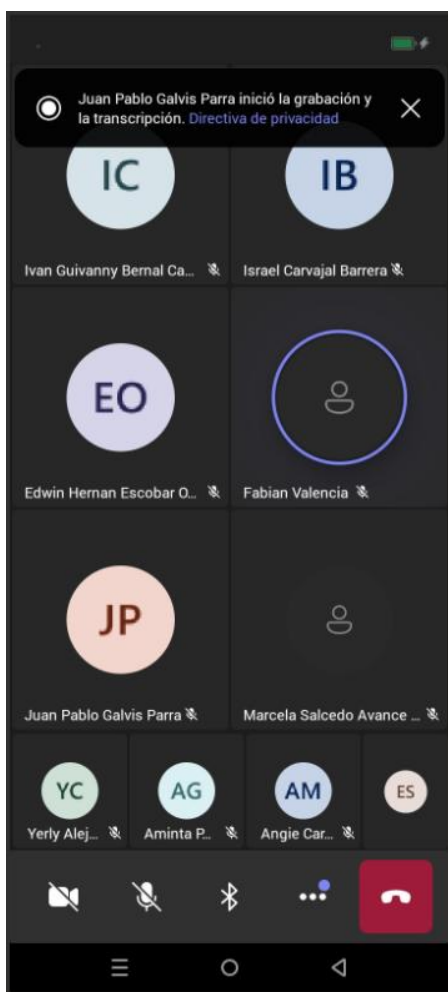 Juan Pablo Galvis Parra inició la grabación y
la transcripción. Directiva de privacidad
IC
IB
Ivan Guivanny Bernal Ca...
Israel Carvajal Barrera
EO
Edwin Hernan Escobar O...
Fabian Valencia
JP
Juan Pablo Galvis Parra
Marcela Salcedo Avance ...
YC
AG
AM
ES
Yerly Alej...
Aminta P...
Angie Car...